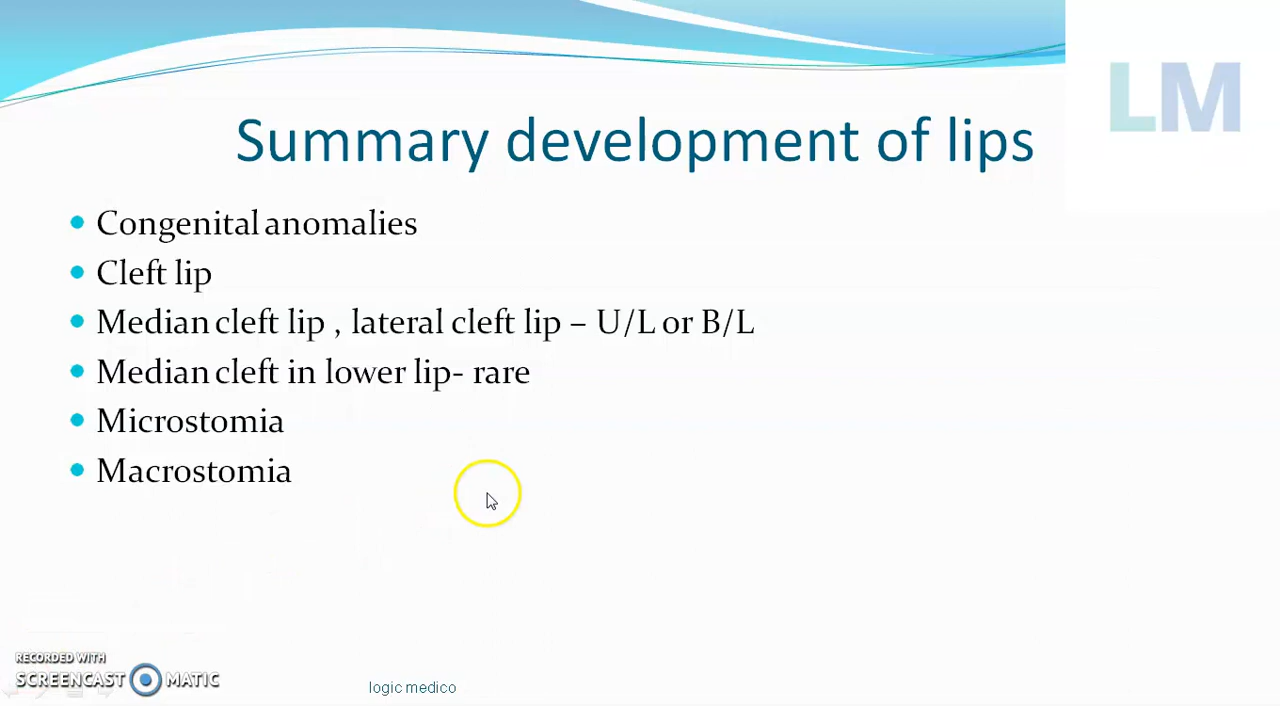 LM
Summary development of lips
Congenital anomalies
Cleft lip
Median cleft lip , lateral cleft lip – U/L or B/L
Median cleft in lower lip- rare
Microstomia
Macrostomia
RECORDED WITH
SCREENCAST MATIC
logic medico